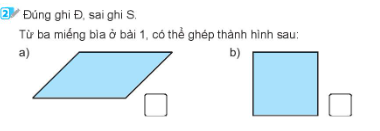 2 Đúng ghi Đ, sai ghi S.
Từ ba miếng bìa ở bài 1, có thể ghép thành hình sau:
a) b)